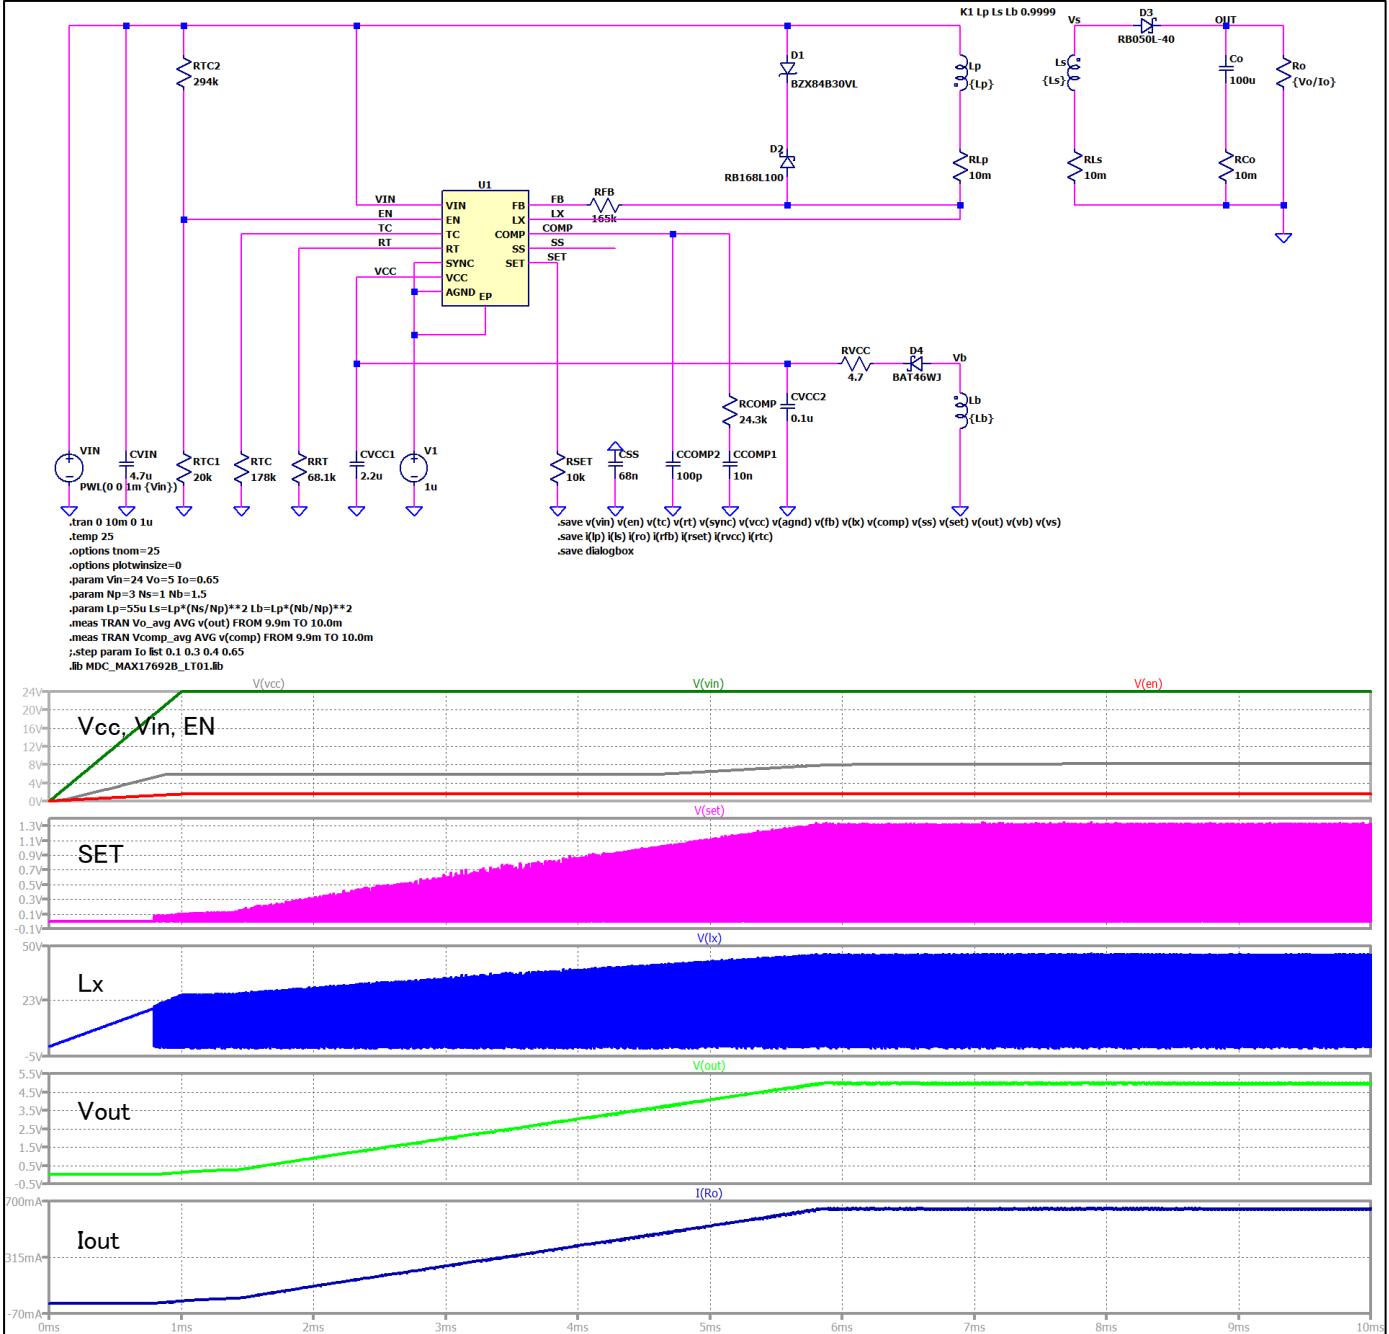 K1 Lp Ls Lb 0.9999
Vs
D3
RB050L-40
OUT
RTC2
294k
D1
BZX84B30VL
Lp
{Lp}
Ls
{Ls}
Co
100u
Ro
{Vo/Io}
D2
RB168L100
RLp
10m
RLs
10m
RCo
10m
U1
VIN
EN
TC
RT
VCC
VIN
EN
TC
RT
SYNC
VCC
AGND
EP
FB
LX
COMP
SS
SET
FB
LX
COMP
SS
SET
RFB
165k
RVCC
4.7
D4
BAT46WJ
Vb
Lb
{Lb}
RCOMP
24.3k
CVCC2
0.1u
VIN
PWL(0 0 1m {Vin})
CVIN
4.7u
RTC1
20k
RTC
178k
RRT
68.1k
CVCC1
2.2u
V1
1u
RSET
10k
CSS
68n
CCOMP2
100p
CCOMP1
10n
.tran 0 10m 0 1u
.temp 25
.options tnom=25
.options plotwinsize=0
.param Vin=24 Vo=5 Io=0.65
.param Np=3 Ns=1 Nb=1.5
.param Lp=55u Ls=Lp*(Ns/Np)**2 Lb=Lp*(Nb/Np)**2
.meas TRAN Vo_avg AVG v(out) FROM 9.9m TO 10.0m
.meas TRAN Vcomp_avg AVG v(comp) FROM 9.9m TO 10.0m
;.step param Io list 0.1 0.3 0.4 0.65
.lib MDC_MAX17692B_LT01.lib
.save v(vin) v(en) v(tc) v(rt) v(sync) v(vcc) v(agnd) v(fb) v(lx) v(comp) v(ss) v(set) v(out) v(vb) v(vs)
.save i(lp) i(ls) i(ro) i(rfb) i(rset) i(rvcc) i(rtc)
.save dialogbox
V(vcc) V(vin) V(en)
24V
20V
16V
12V
8V
4V
0V
Vcc, Vin, EN
V(set)
1.3V
1.1V
0.9V
0.7V
0.5V
0.3V
0.1V
-0.1V
SET
V(lx)
50V
23V
-5V
Lx
V(out)
5.5V
4.5V
3.5V
2.5V
1.5V
0.5V
-0.5V
Vout
I(Ro)
700mA
315mA
-70mA
Iout
0ms 1ms 2ms 3ms 4ms 5ms 6ms 7ms 8ms 9ms 10ms